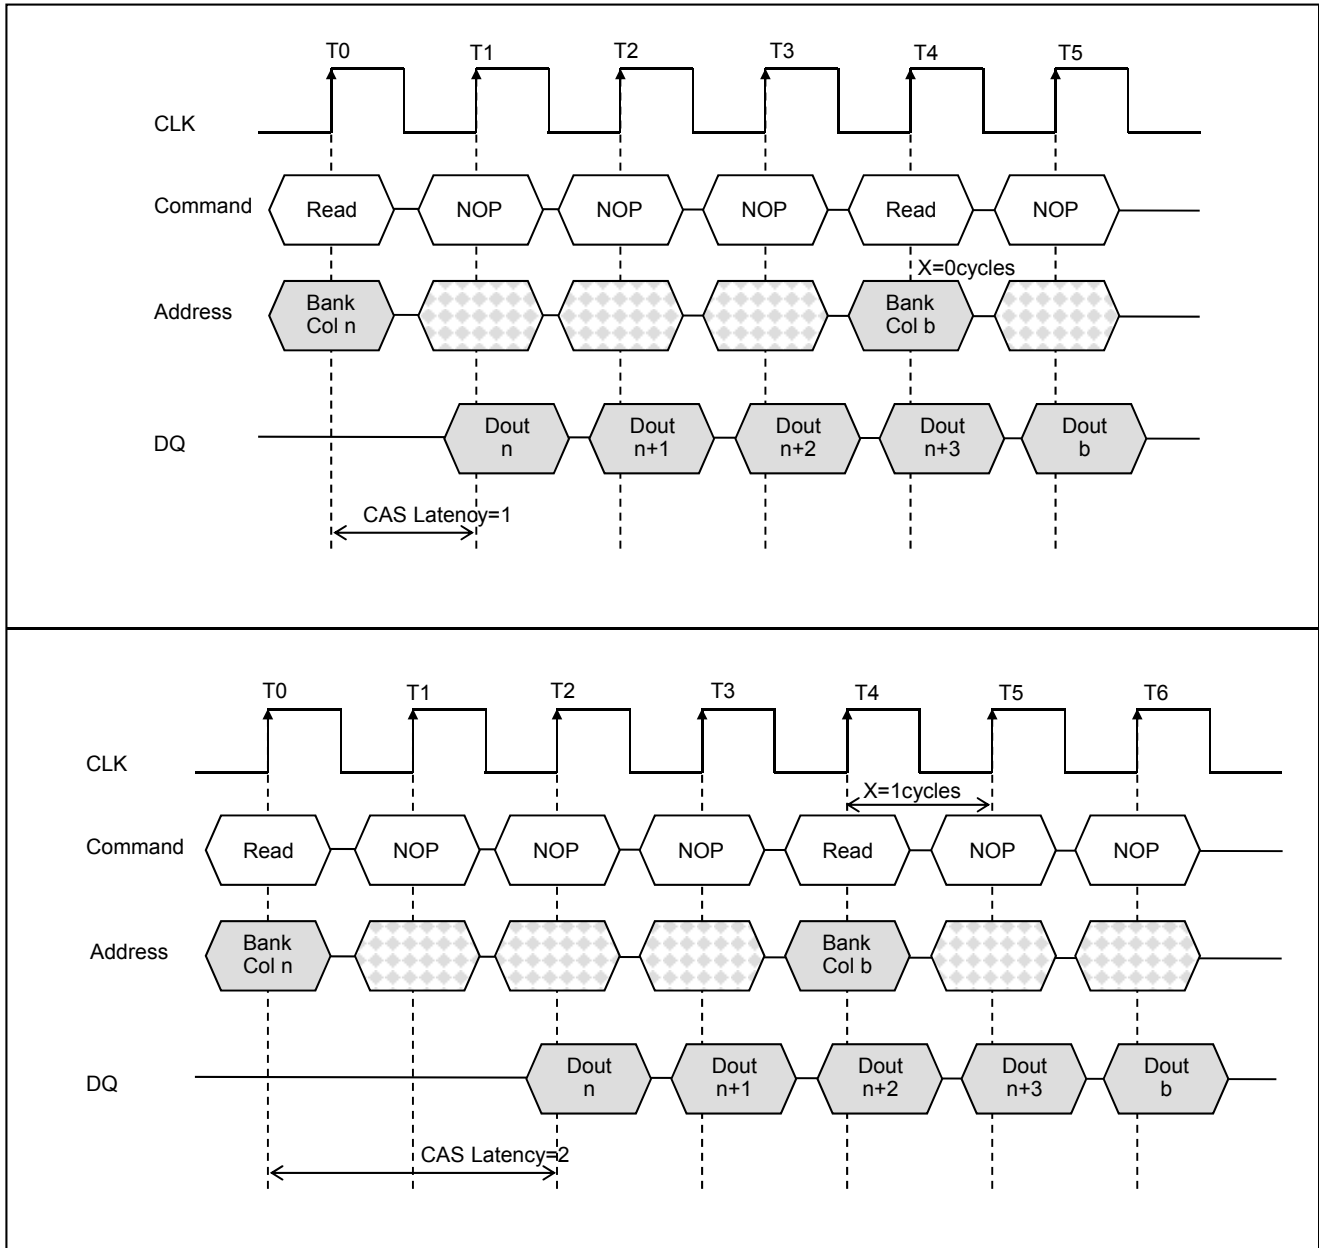 T0 T1 T2 T3 T4 T5
CLK
Command Read NOP NOP NOP Read NOP
X=0cycles
Address Bank Col n Bank Col b
DQ Dout n Dout n+1 Dout n+2 Dout n+3 Dout b
CAS Latency=1
T0 T1 T2 T3 T4 T5 T6
CLK
X=1cycles
Command Read NOP NOP NOP Read NOP NOP
Address Bank Col n Bank Col b
DQ Dout n Dout n+1 Dout n+2 Dout n+3 Dout b
CAS Latency=2